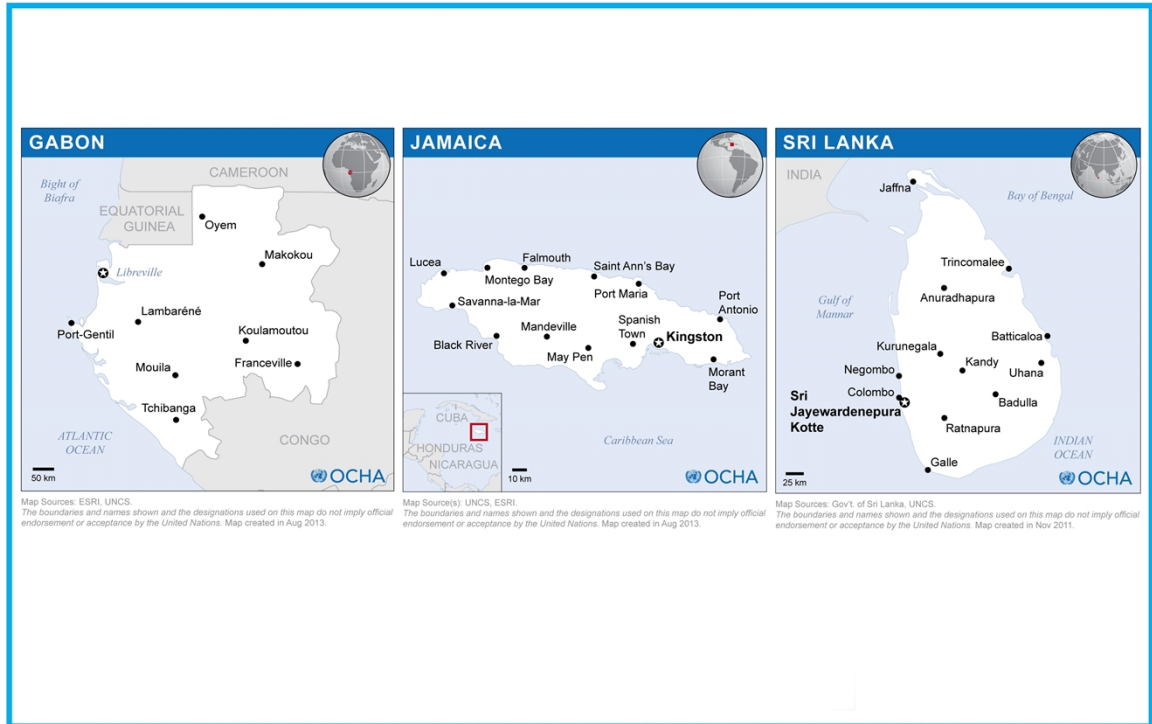 GABON
CAMEROON
Bight of
Biafra
EQUATORIAL
GUINEA
Oyem
Makokou
Libreville
Lambaréné
Port-Gentil
Koulamoutou
Mouila
Franceville
Tchibanga
ATLANTIC
OCEAN
CONGO
50 km
OCHA
Map Sources: ESRI, UNCS.
The boundaries and names shown and the designations used on this map do not imply official
endorsement or acceptance by the United Nations. Map created in Aug 2013.
JAMAICA
Lucea
Falmouth
Montego Bay
Saint Ann's Bay
Port Maria
Savanna-la-Mar
Port
Antonio
Mandeville
Spanish
Town
Kingston
Black River
May Pen
Morant
Bay
CUBA
HONDURAS
NICARAGUA
Caribbean Sea
10 km
OCHA
Map Source(s): UNCS, ESRI.
The boundaries and names shown and the designations used on this map do not imply official
endorsement or acceptance by the United Nations. Map created in Aug 2013.
SRI LANKA
INDIA
Jaffna
Bay of Bengal
Trincomalee
Anuradhapura
Gulf of
Mannar
Batticaloa
Kurunegala
Kandy
Uhana
Negombo
Colombo
Badulla
Sri
Jayewardenepura
Kotte
Ratnapura
INDIAN
OCEAN
Galle
25 km
OCHA
Map Sources: Gov't. of Sri Lanka, UNCS.
The boundaries and names shown and the designations used on this map do not imply official
endorsement or acceptance by the United Nations. Map created in Nov 2011.